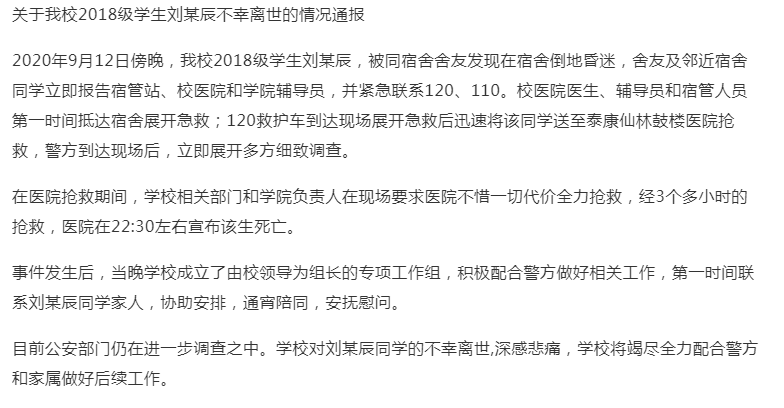 关于我校2018级学生刘某辰不幸离世的情况通报
2020年9月12日傍晚，我校2018级学生刘某辰，被同宿舍舍友发现在宿舍倒地昏迷，舍友及邻近宿舍
同学立即报告宿管站、校医院和学院辅导员，并紧急联系120、110。校医院医生、辅导员和宿管人员
第一时间抵达宿舍展开急救；120救护车到达现场展开急救后迅速将该同学送至泰康仙林鼓楼医院抢
救，警方到达现场后，立即展开多方细致调查。
在医院抢救期间，学校相关部门和学院负责人在现场要求医院不惜一切代价全力抢救，经3个多小时的
抢救，医院在22:30左右宣布该生死亡。
事件发生后，当晚学校成立了由校领导为组长的专项工作组，积极配合警方做好相关工作，第一时间联
系刘某辰同学家人，协助安排，通宵陪同，安抚慰问。
目前公安部门仍在进一步调查之中。学校对刘某辰同学的不幸离世,深感悲痛，学校将竭尽全力配合警方
和家属做好后续工作。